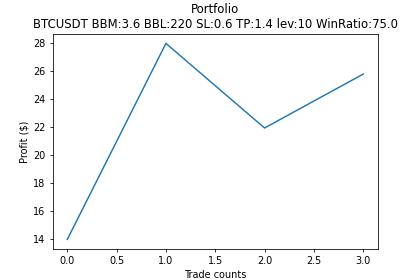 Portfolio
BTCUSDT BBM:3.6 BBL:220 SL:0.6 TP:1.4 lev:10 WinRatio:75.0
28
26
24
22
20
18
16
14
Profit ($)
0.0 0.5 1.0 1.5 2.0 2.5 3.0
Trade counts